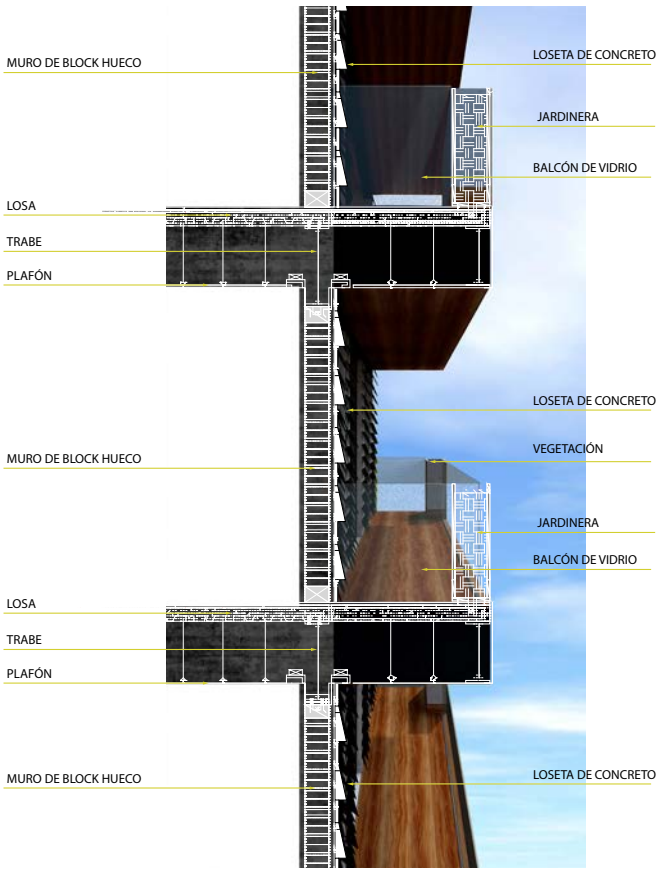 MURO DE BLOCK HUECO
LOSA
TRABE
PLAFÓN
MURO DE BLOCK HUECO
LOSA
TRABE
PLAFÓN
MURO DE BLOCK HUECO
LOSETA DE CONCRETO
JARDINERA
BALCÓN DE VIDRIO
LOSETA DE CONCRETO
VEGETACIÓN
JARDINERA
BALCÓN DE VIDRIO
LOSETA DE CONCRETO